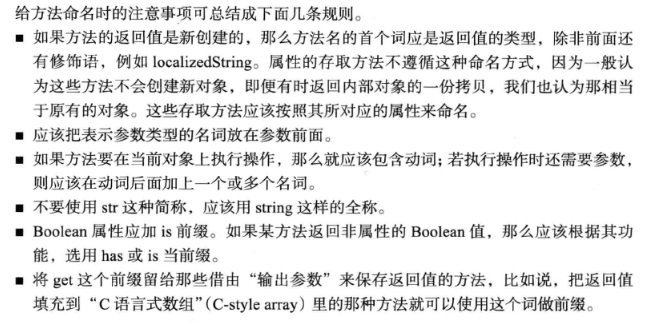 给方法命名时的注意事项可总结成下面几条规则。
■ 如果方法的返回值是新创建的，那么方法名的首个词应是返回值的类型，除非前面还
有修饰语，例如 localizedString。属性的存取方法不遵循这种命名方式，因为一般认
为这些方法不会创建新对象，即便有时返回内部对象的一份拷贝，我们也认为那相当
于原有的对象。这些存取方法应该按照其所对应的属性来命名。
■ 应该把表示参数类型的名词放在参数前面。
■ 如果方法要在当前对象上执行操作，那么就应该包含动词；若执行操作时还需要参数，
则应该在动词后面加上一个或多个名词。
■ 不要使用 str 这种简称，应该用 string 这样的全称。
■ Boolean 属性应加 is 前缀。如果某方法返回非属性的 Boolean 值，那么应该根据其功
能，选用 has 或 is 当前缀。
■ 将 get 这个前缀留给那些借由“输出参数”来保存返回值的方法，比如说，把返回值
填充到“C 语言式数组”（C-style array）里的那种方法就可以使用这个词做前缀。